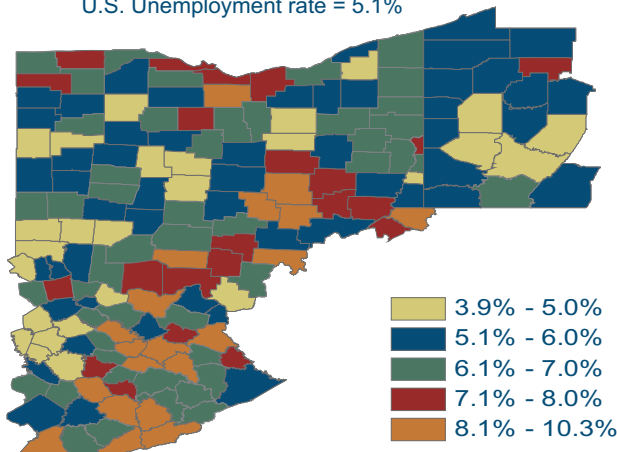 U.S. Unemployment rate = 5.1%
3.9% - 5.0%
5.1% - 6.0%
6.1% - 7.0%
7.1% - 8.0%
8.1% - 10.3%